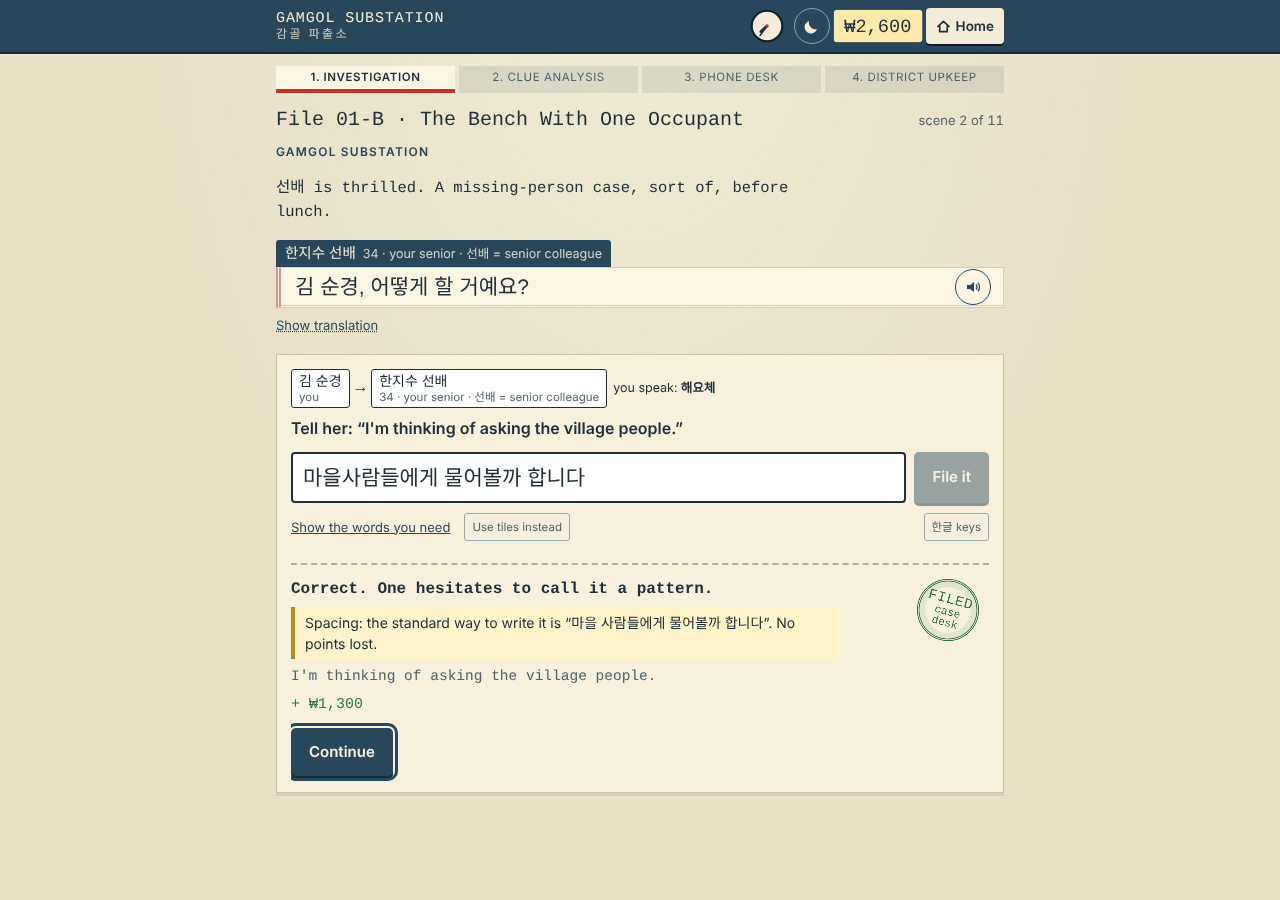 GAMGOL SUBSTATION
감골 파출소
₩2,600
Home
1. INVESTIGATION
2. CLUE ANALYSIS
3. PHONE DESK
4. DISTRICT UPKEEP
File 01-B · The Bench With One Occupant
scene 2 of 11
GAMGOL SUBSTATION
선배 is thrilled. A missing-person case, sort of, before
lunch.
한지수 선배 34 · your senior · 선배 = senior colleague
김 순경, 어떻게 할 거예요?
Show translation
김 순경
you
→
한지수 선배
34 · your senior · 선배 = senior colleague
you speak: 해요체
Tell her: “I'm thinking of asking the village people.”
마을사람들에게 물어볼까 합니다
File it
Show the words you need
Use tiles instead
한글 keys
Correct. One hesitates to call it a pattern.
FILED
case
desk
Spacing: the standard way to write it is “마을 사람들에게 물어볼까 합니다”. No
points lost.
I'm thinking of asking the village people.
+ ₩1,300
Continue